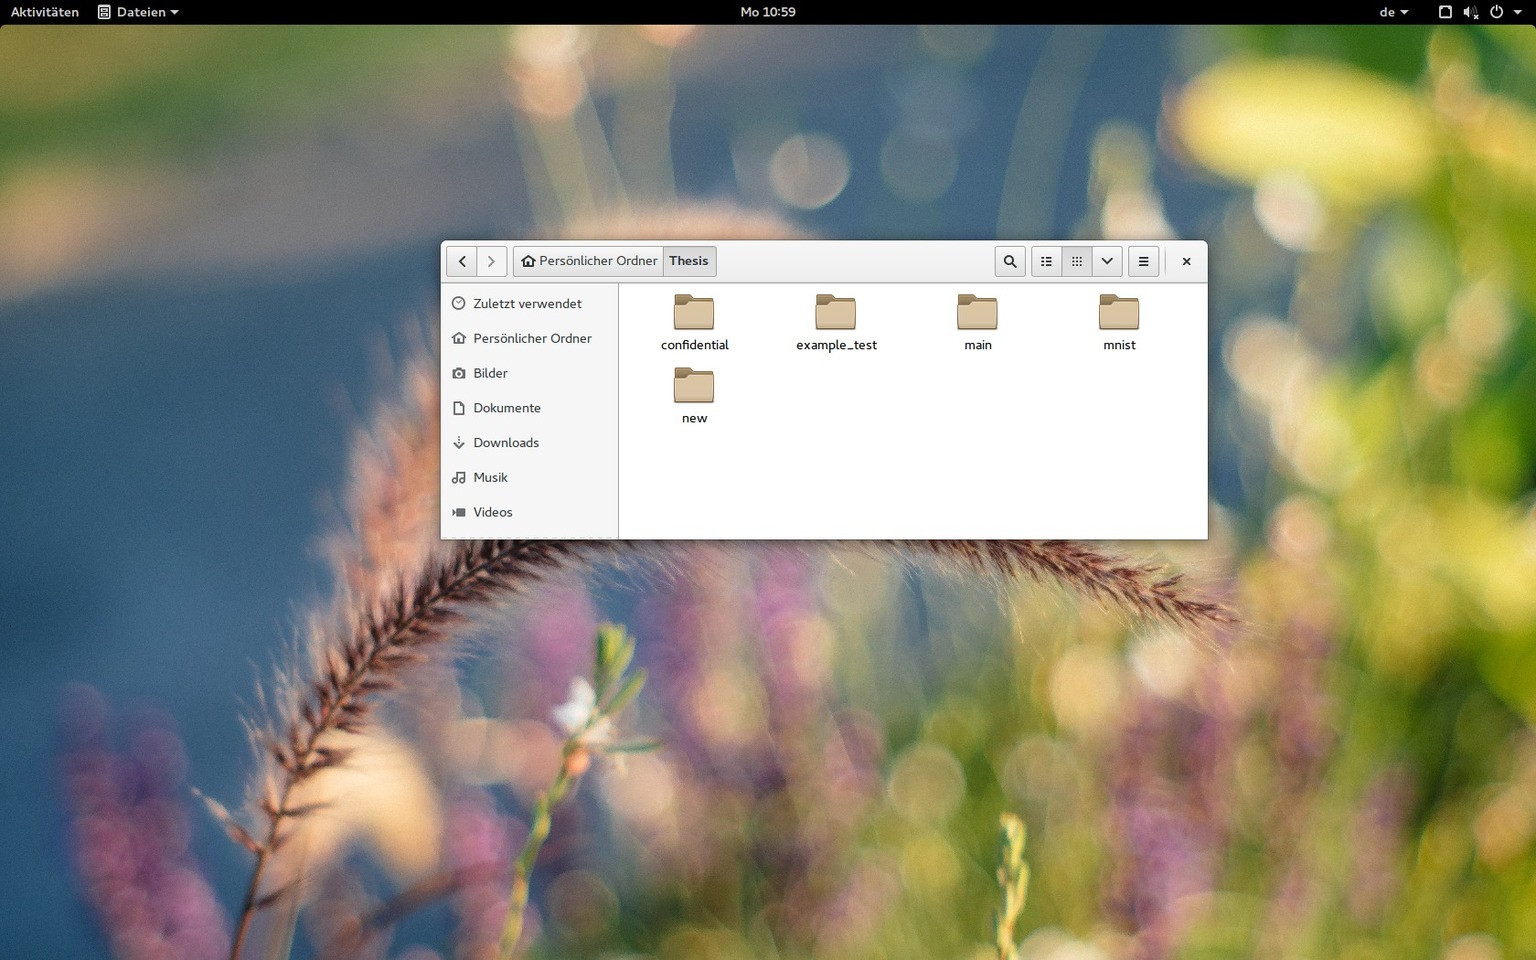 Aktivitäten Dateien Mo 10:59 de
Persönlicher Ordner Thesis
Zuletzt verwendet
Persönlicher Ordner
Bilder
Dokumente
Downloads
Musik
Videos
confidential example_test main mnist
new